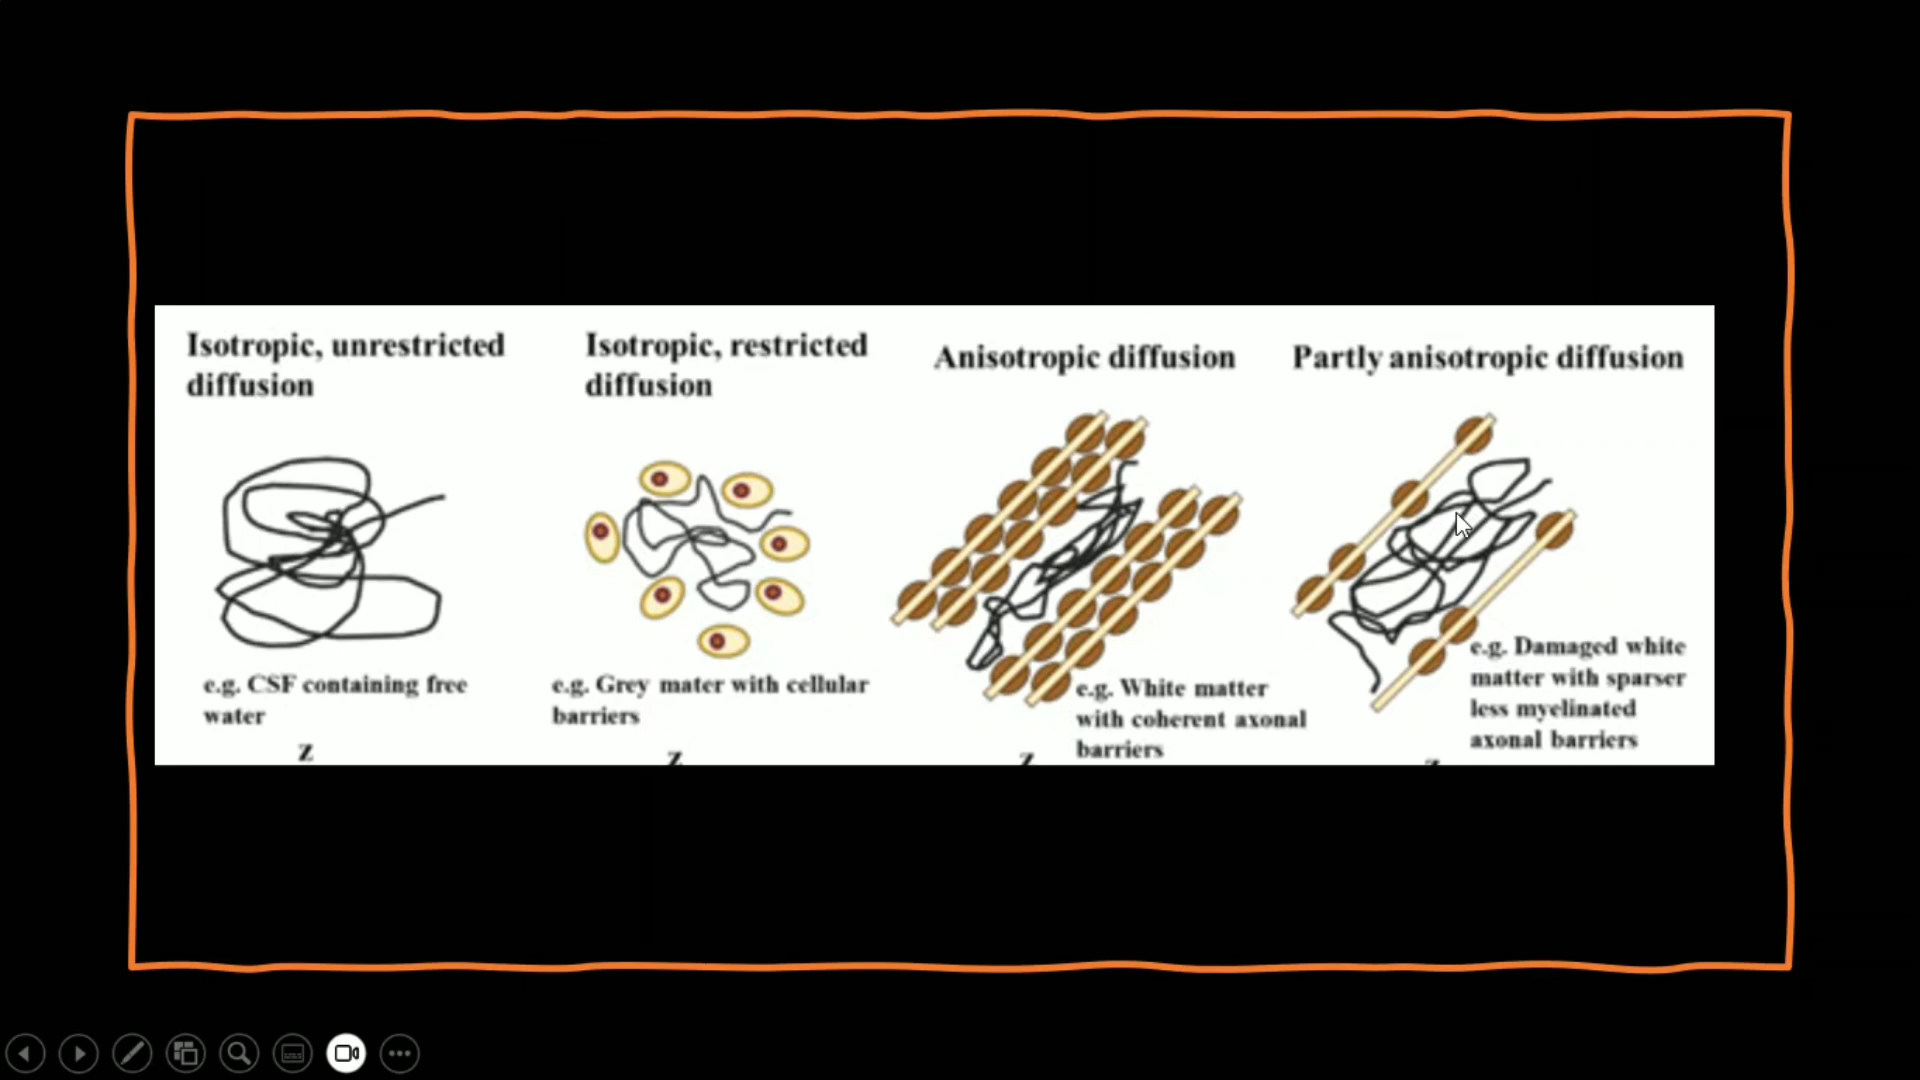 Isotropic, unrestricted
diffusion
Isotropic, restricted
diffusion
Anisotropic diffusion
Partly anisotropic diffusion
e.g. CSF containing free
water
z
e.g. Grey mater with cellular
barriers
z
e.g. White matter
with coherent axonal
barriers
z
e.g. Damaged white
matter with sparser
less myelinated
axonal barriers
z